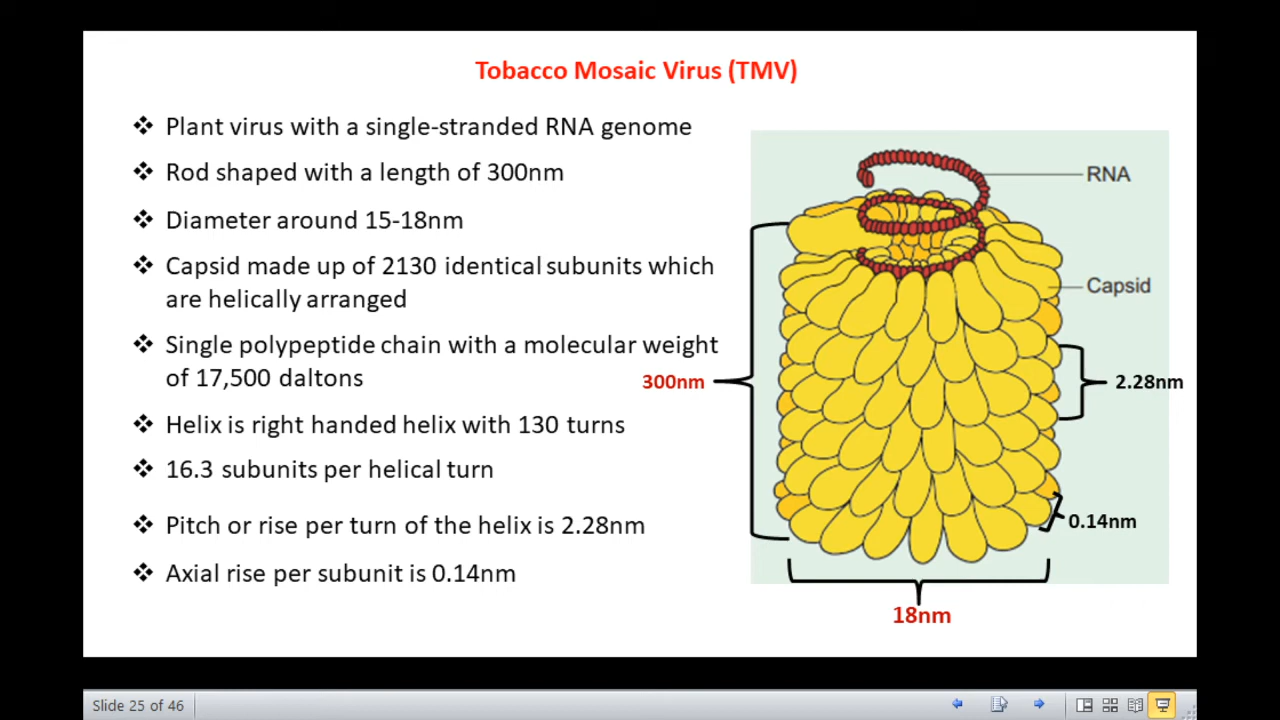 Tobacco Mosaic Virus (TMV)
❖ Plant virus with a single-stranded RNA genome
❖ Rod shaped with a length of 300nm
❖ Diameter around 15-18nm
❖ Capsid made up of 2130 identical subunits which
are helically arranged
❖ Single polypeptide chain with a molecular weight
of 17,500 daltons
❖ Helix is right handed helix with 130 turns
❖ 16.3 subunits per helical turn
❖ Pitch or rise per turn of the helix is 2.28nm
❖ Axial rise per subunit is 0.14nm
RNA
Capsid
300nm
2.28nm
0.14nm
18nm
Slide 25 of 46